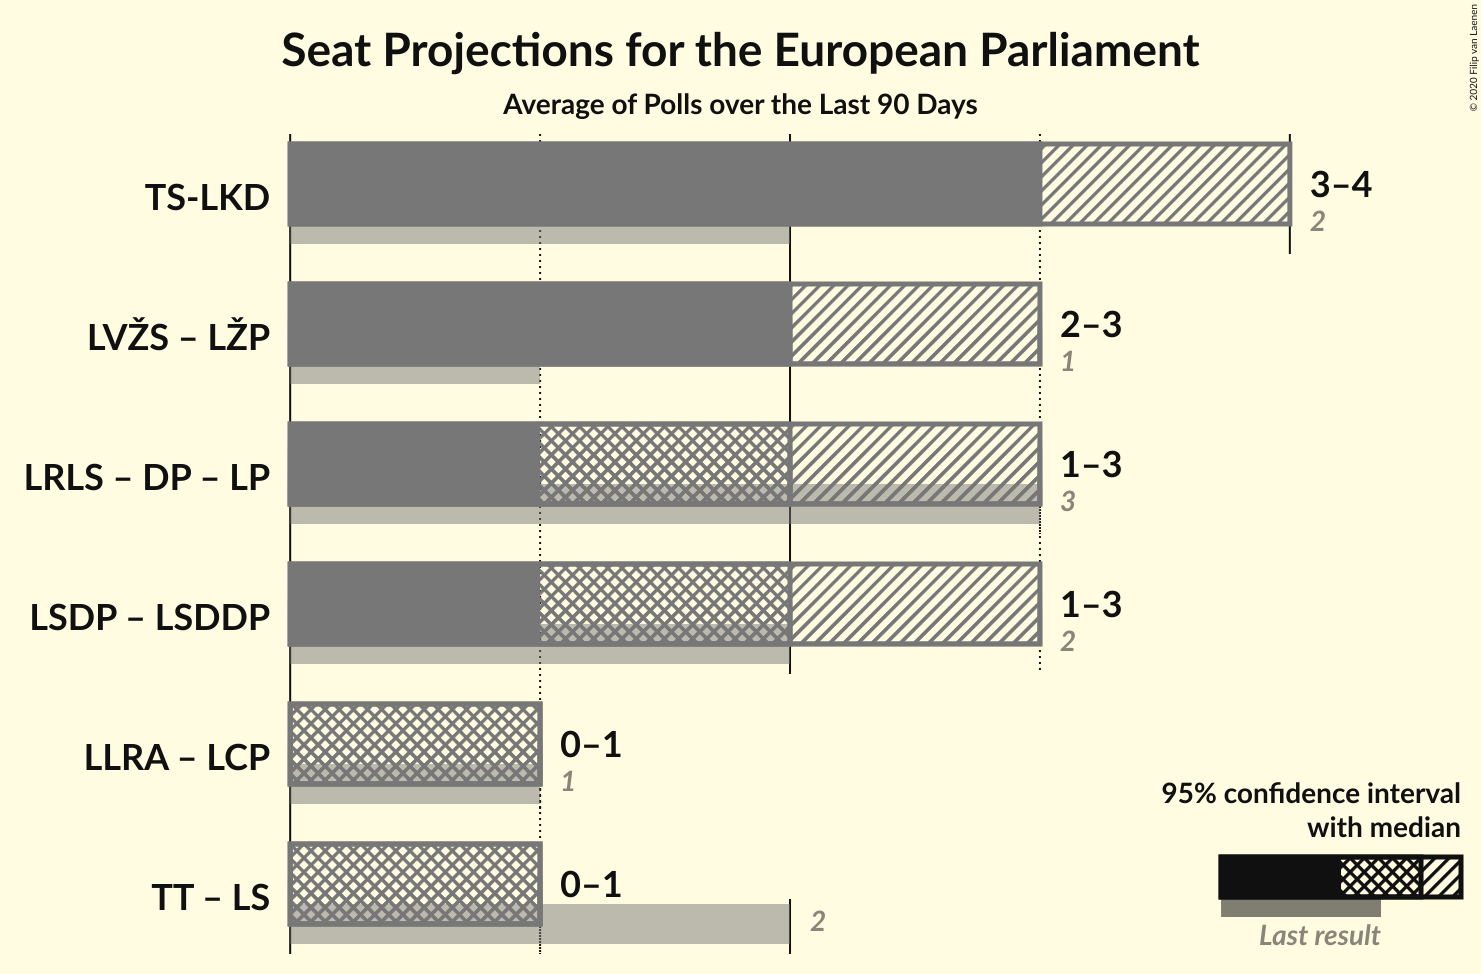 Seat Projections for the European Parliament
Average of Polls over the Last 90 Days
© 2020 Filip van Laenen
TS-LKD
3–4
2
LVŽS – LŽP
2–3
1
LRLS – DP – LP
1–3
3
LSDP – LSDDP
1–3
2
LLRA – LCP
0–1
1
TT – LS
0–1
2
95% confidence interval
with median
Last result